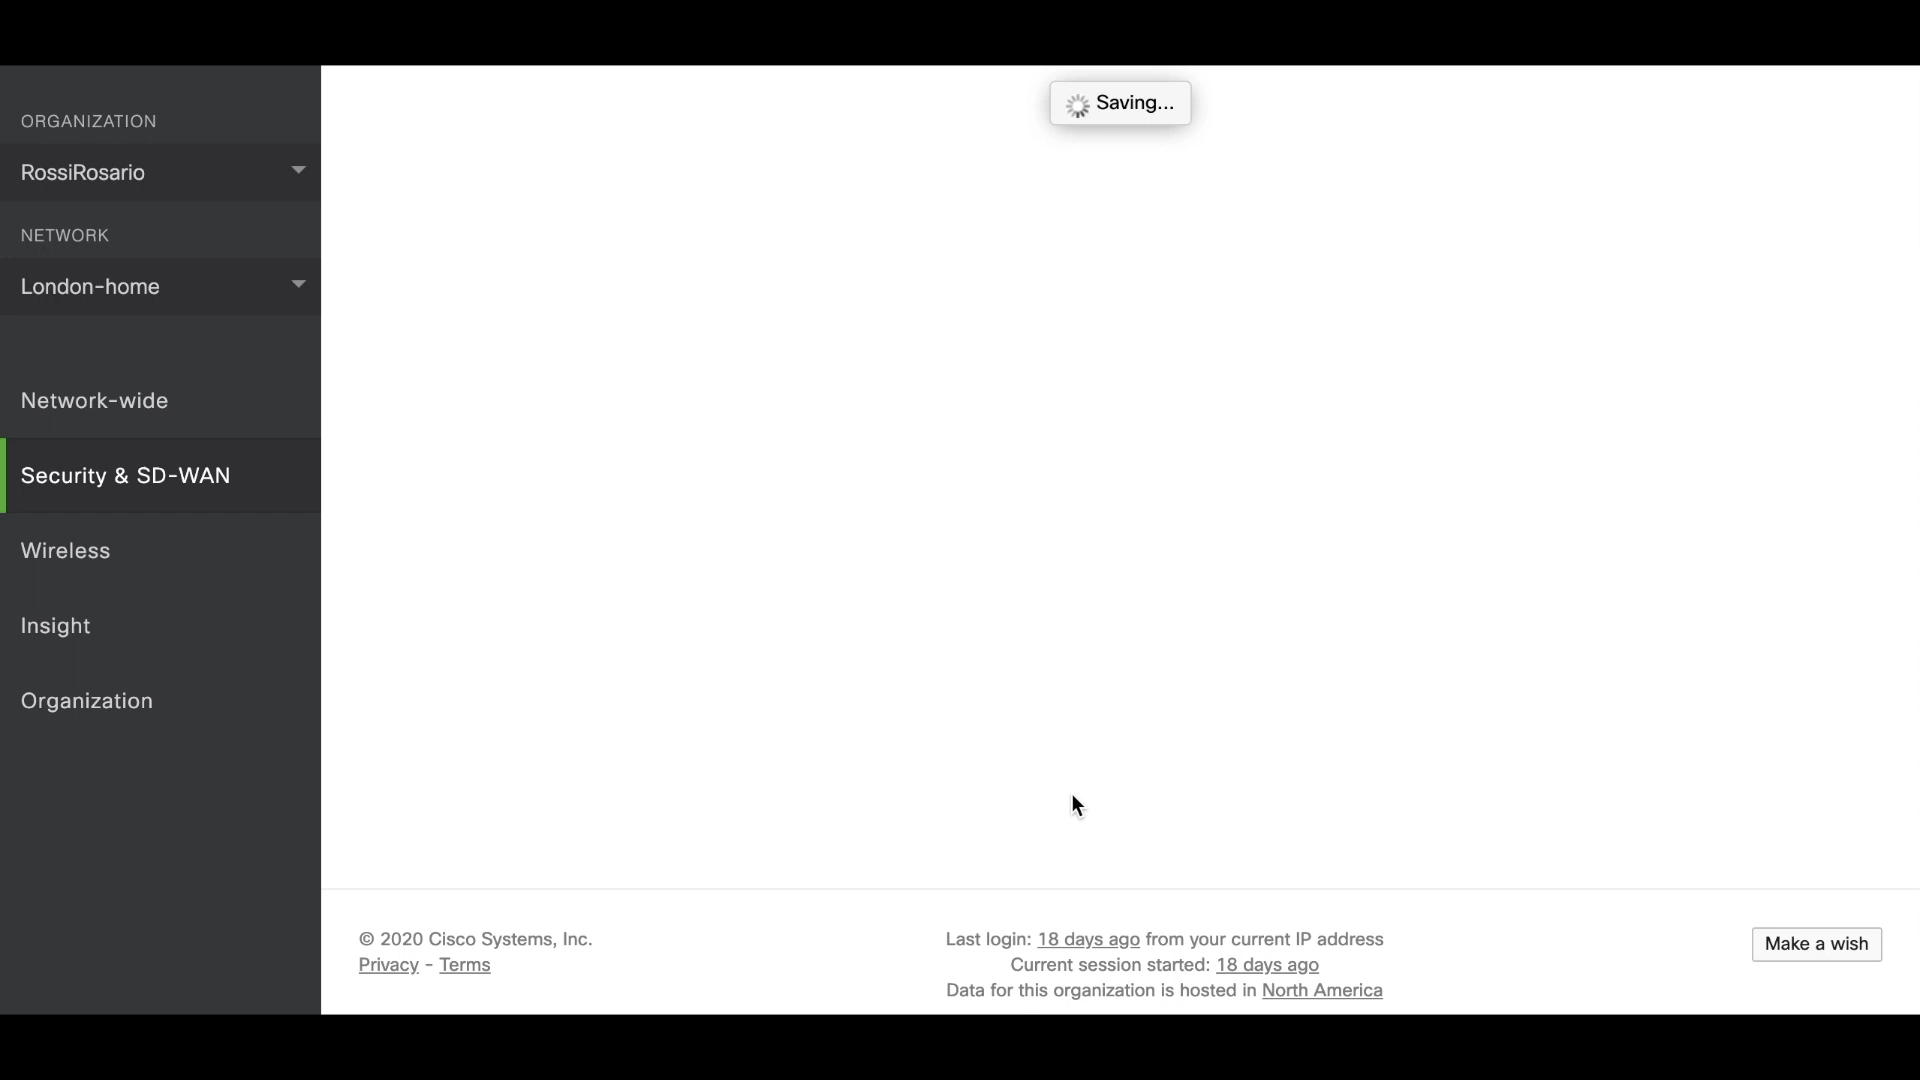 Saving...
ORGANIZATION
RossiRosario
NETWORK
London-home
Network-wide
Security & SD-WAN
Wireless
Insight
Organization
© 2020 Cisco Systems, Inc.
Privacy - Terms
Last login: 18 days ago from your current IP address
Current session started: 18 days ago
Data for this organization is hosted in North America
Make a wish